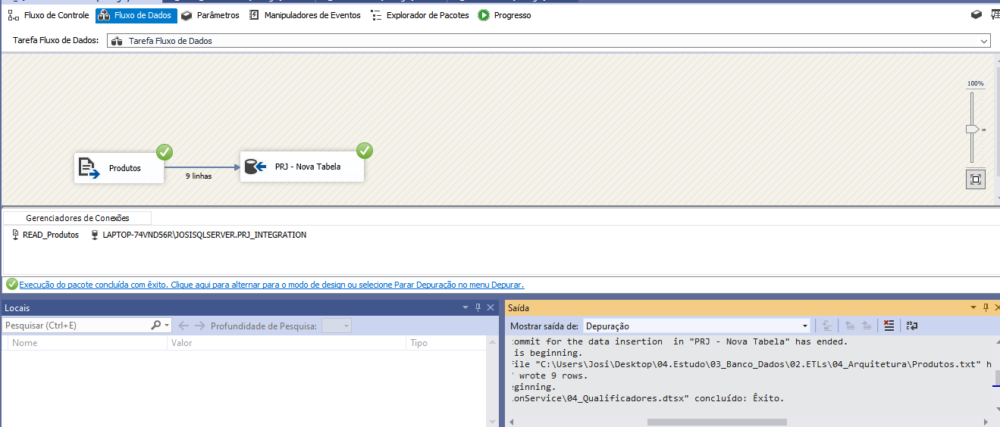 Fluxo de Controle Fluxo de Dados Parâmetros Manipuladores de Eventos Explorador de Pacotes Progresso
Tarefa Fluxo de Dados: Tarefa Fluxo de Dados
100%
Produtos
PRJ - Nova Tabela
9 linhas
Gerenciadores de Conexões
READ_Produtos LAPTOP-74VND56R\JOSISQLSERVER.PRJ_INTEGRATION
Execução do pacote concluída com êxito. Clique aqui para alternar para o modo de design ou selecione Parar Depuração no menu Depurar.
Locais
Pesquisar (Ctrl+E) Profundidade de Pesquisa:
Nome Valor Tipo
Saída
Mostrar saída de: Depuração
ommit for the data insertion  in "PRJ - Nova Tabela" has ended.
is beginning.
file "C:\Users\Josi\Desktop\04.Estudo\03_Banco_Dados\02.ETLs\04_Arquitetura\Produtos.txt" h
" wrote 9 rows.
eginning.
ionService\04_Qualificadores.dtsx" concluído: Êxito.